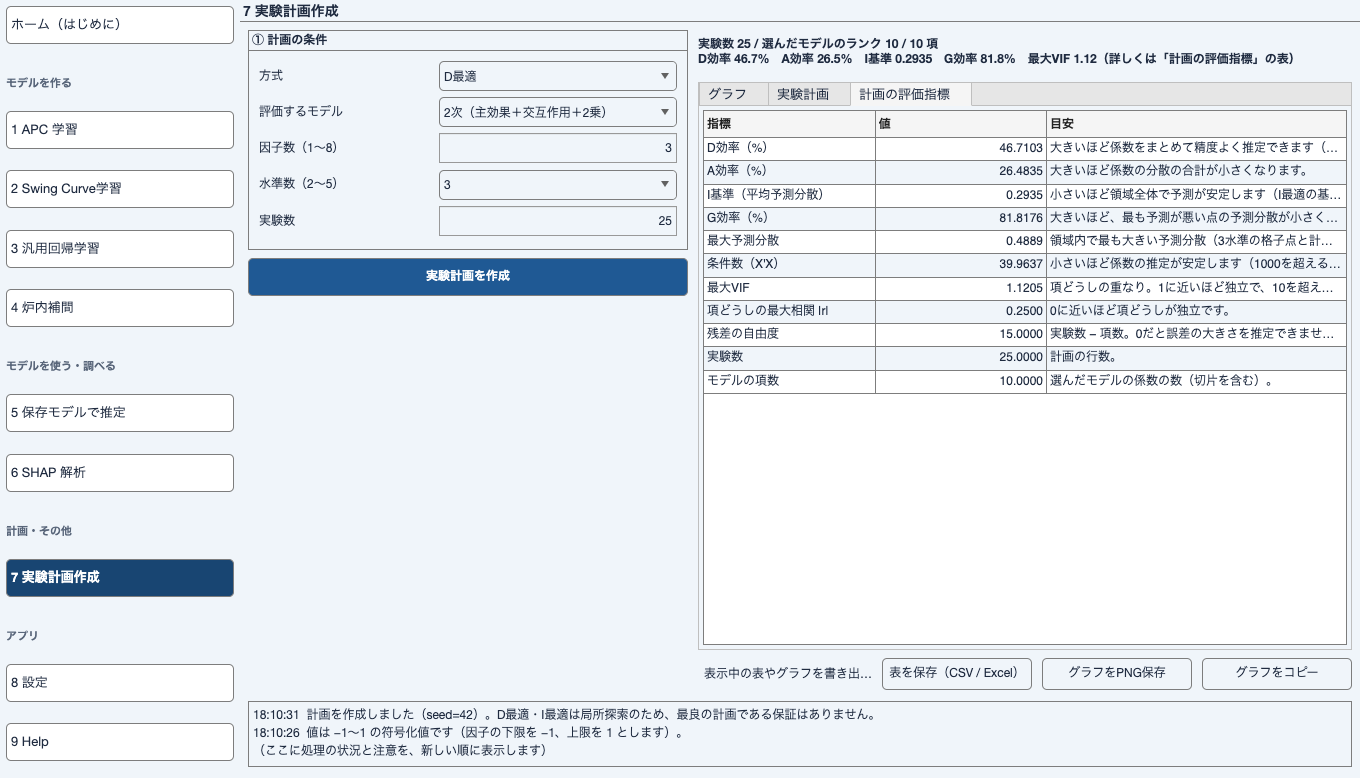 ホーム（はじめに）
モデルを作る
1 APC 学習
2 Swing Curve学習
3 汎用回帰学習
4 炉内補間
モデルを使う・調べる
5 保存モデルで推定
6 SHAP 解析
計画・その他
7 実験計画作成
アプリ
8 設定
9 Help
7 実験計画作成
① 計画の条件
方式 D最適
評価するモデル 2次（主効果＋交互作用＋2乗）
因子数（1〜8） 3
水準数（2〜5） 3
実験数 25
実験計画を作成
実験数 25 / 選んだモデルのランク 10 / 10 項
D効率 46.7% A効率 26.5% I基準 0.2935 G効率 81.8% 最大VIF 1.12（詳しくは「計画の評価指標」の表）
グラフ 実験計画 計画の評価指標
指標 値 目安
D効率（%） 46.7103 大きいほど係数をまとめて精度よく推定できます（…
A効率（%） 26.4835 大きいほど係数の分散の合計が小さくなります。
I基準（平均予測分散） 0.2935 小さいほど領域全体で予測が安定します（I最適の基…
G効率（%） 81.8176 大きいほど、最も予測が悪い点の予測分散が小さく…
最大予測分散 0.4889 領域内で最も大きい予測分散（3水準の格子点と計…
条件数（X'X） 39.9637 小さいほど係数の推定が安定します（1000を超える…
最大VIF 1.1205 項どうしの重なり。1に近いほど独立で、10を超え…
項どうしの最大相関 |r| 0.2500 0に近いほど項どうしが独立です。
残差の自由度 15.0000 実験数 − 項数。0だと誤差の大きさを推定できませ…
実験数 25.0000 計画の行数。
モデルの項数 10.0000 選んだモデルの係数の数（切片を含む）。
表示中の表やグラフを書き出… 表を保存（CSV / Excel） グラフをPNG保存 グラフをコピー
18:10:31 計画を作成しました（seed=42）。D最適・I最適は局所探索のため、最良の計画である保証はありません。
18:10:26 値は −1〜1 の符号化値です（因子の下限を −1、上限を 1 とします）。
（ここに処理の状況と注意を、新しい順に表示します）